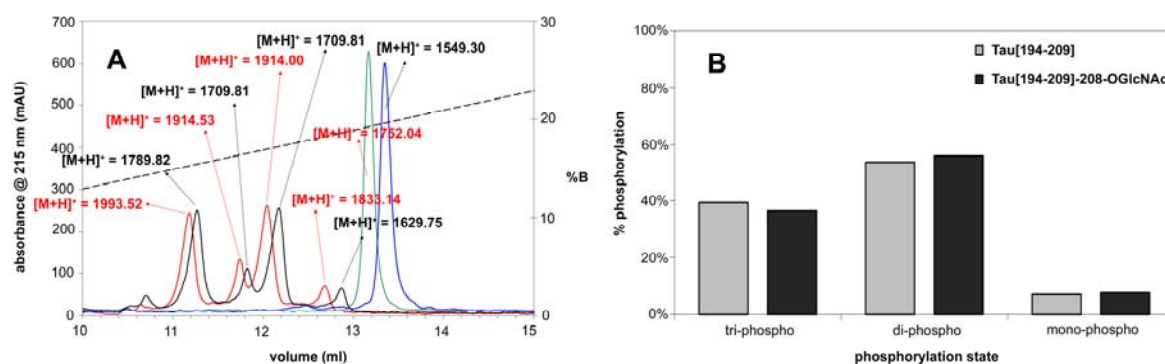 700
600
500
400
300
200
100
0
absorbance @ 215 nm (mAU)
A
[M+H]+ = 1709.81
[M+H]+ = 1914.00
[M+H]+ = 1549.30
[M+H]+ = 1709.81
[M+H]+ = 1914.53
[M+H]+ = 1752.04
[M+H]+ = 1789.82
[M+H]+ = 1993.52
[M+H]+ = 1833.14
[M+H]+ = 1629.75
30
20
10
0
%B
10
11
12
13
14
15
volume (ml)
B
Tau[194-209]
Tau[194-209]-208-OGlcNAc
% phosphorylation
100%
80%
60%
40%
20%
0%
tri-phospho
di-phospho
mono-phospho
phosphorylation state